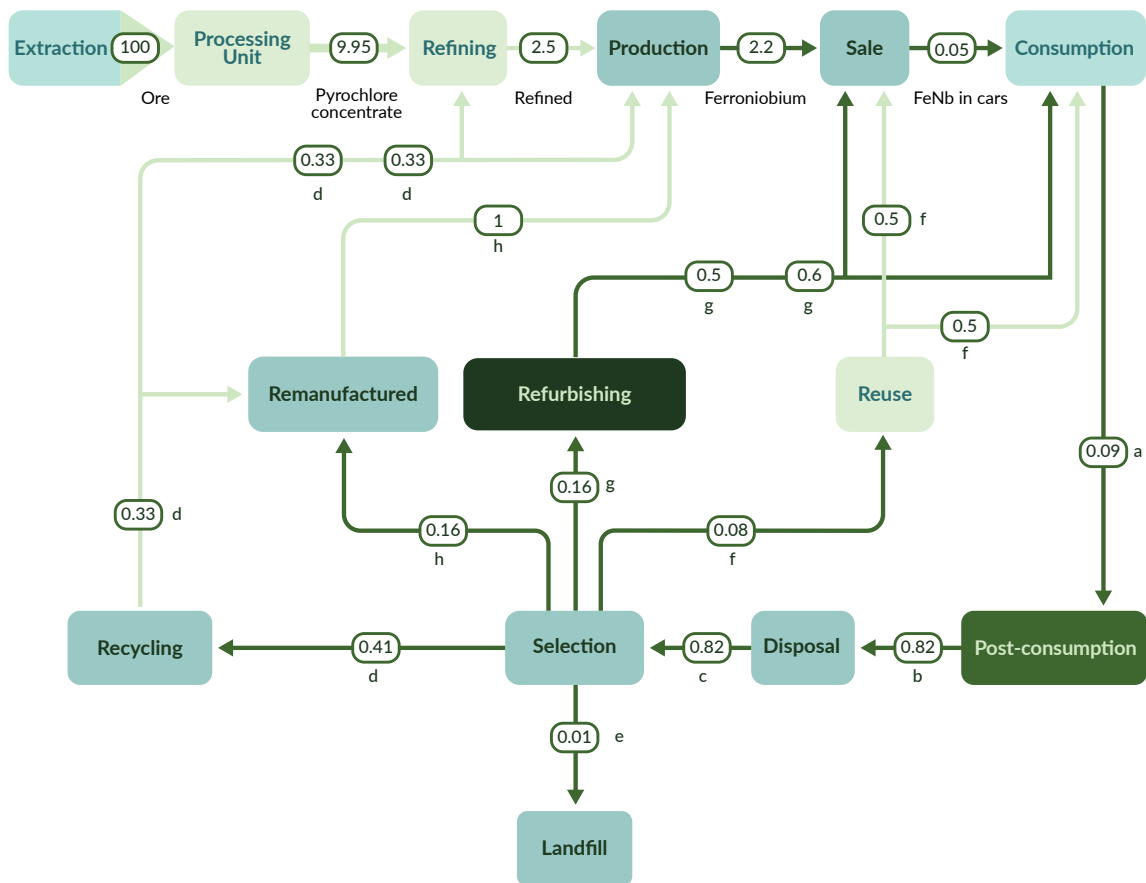 Extraction
100
Processing
Unit
9.95
Refining
2.5
Production
2.2
Sale
0.05
Consumption
Ore
Pyrochlore
concentrate
Refined
Ferroniobium
FeNb in cars
0.33
d
0.33
d
1
h
0.5
f
0.5
g
0.6
g
0.5
f
Remanufactured
Refurbishing
Reuse
0.09
a
0.33
d
0.16
h
0.16
g
0.08
f
Recycling
0.41
d
Selection
0.82
c
Disposal
0.82
b
Post-consumption
0.01
e
Landfill